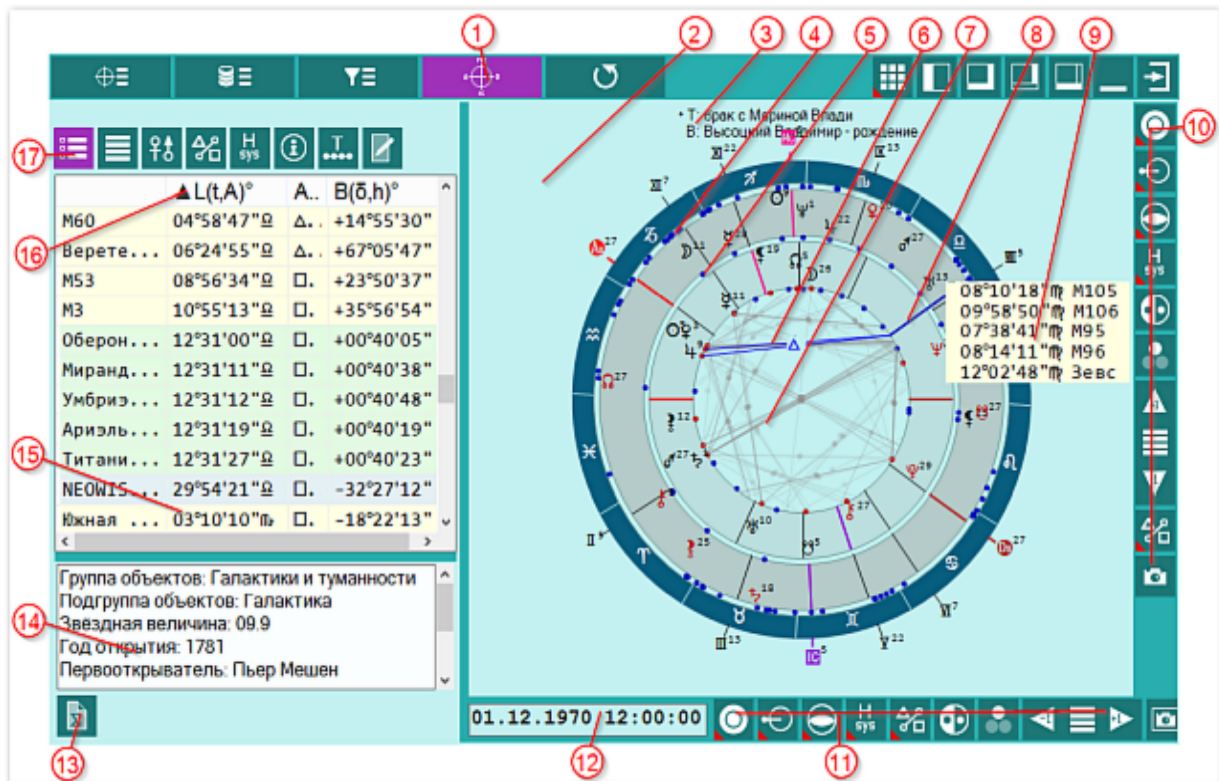 1 2 3 4 5 6 7 8 9
• Т: брак с Мариной Влади
В: Высоцкий Владимир - рождение
10
17
H sys
T
▲L(t,A)° A.. B(δ,h)°
M60 04°58'47"♎ △. +14°55'30"
Верете... 06°24'55"♎ △. +67°05'47"
M53 08°56'34"♎ □. +23°50'37"
M3 10°55'13"♎ □. +35°56'54"
Оберон... 12°31'00"♎ □. +00°40'05"
Миранд... 12°31'11"♎ □. +00°40'38"
Умбриэ... 12°31'12"♎ □. +00°40'48"
Ариэль... 12°31'19"♎ □. +00°40'19"
Титани... 12°31'27"♎ □. +00°40'23"
NEOWIS... 29°54'21"♎ □. -32°27'12"
Южная ... 03°10'10"♏ □. -18°22'13"
16
15
H sys
08°10'18"♍ M105
09°58'50"♍ M106
07°38'41"♍ M95
08°14'11"♍ M96
12°02'48"♍ Зевс
Группа объектов: Галактики и туманности
Подгруппа объектов: Галактика
Звёздная величина: 09.9
Год открытия: 1781
Первооткрыватель: Пьер Мешен
14
IC 5
01.12.1970 12:00:00
H sys
13
12
11